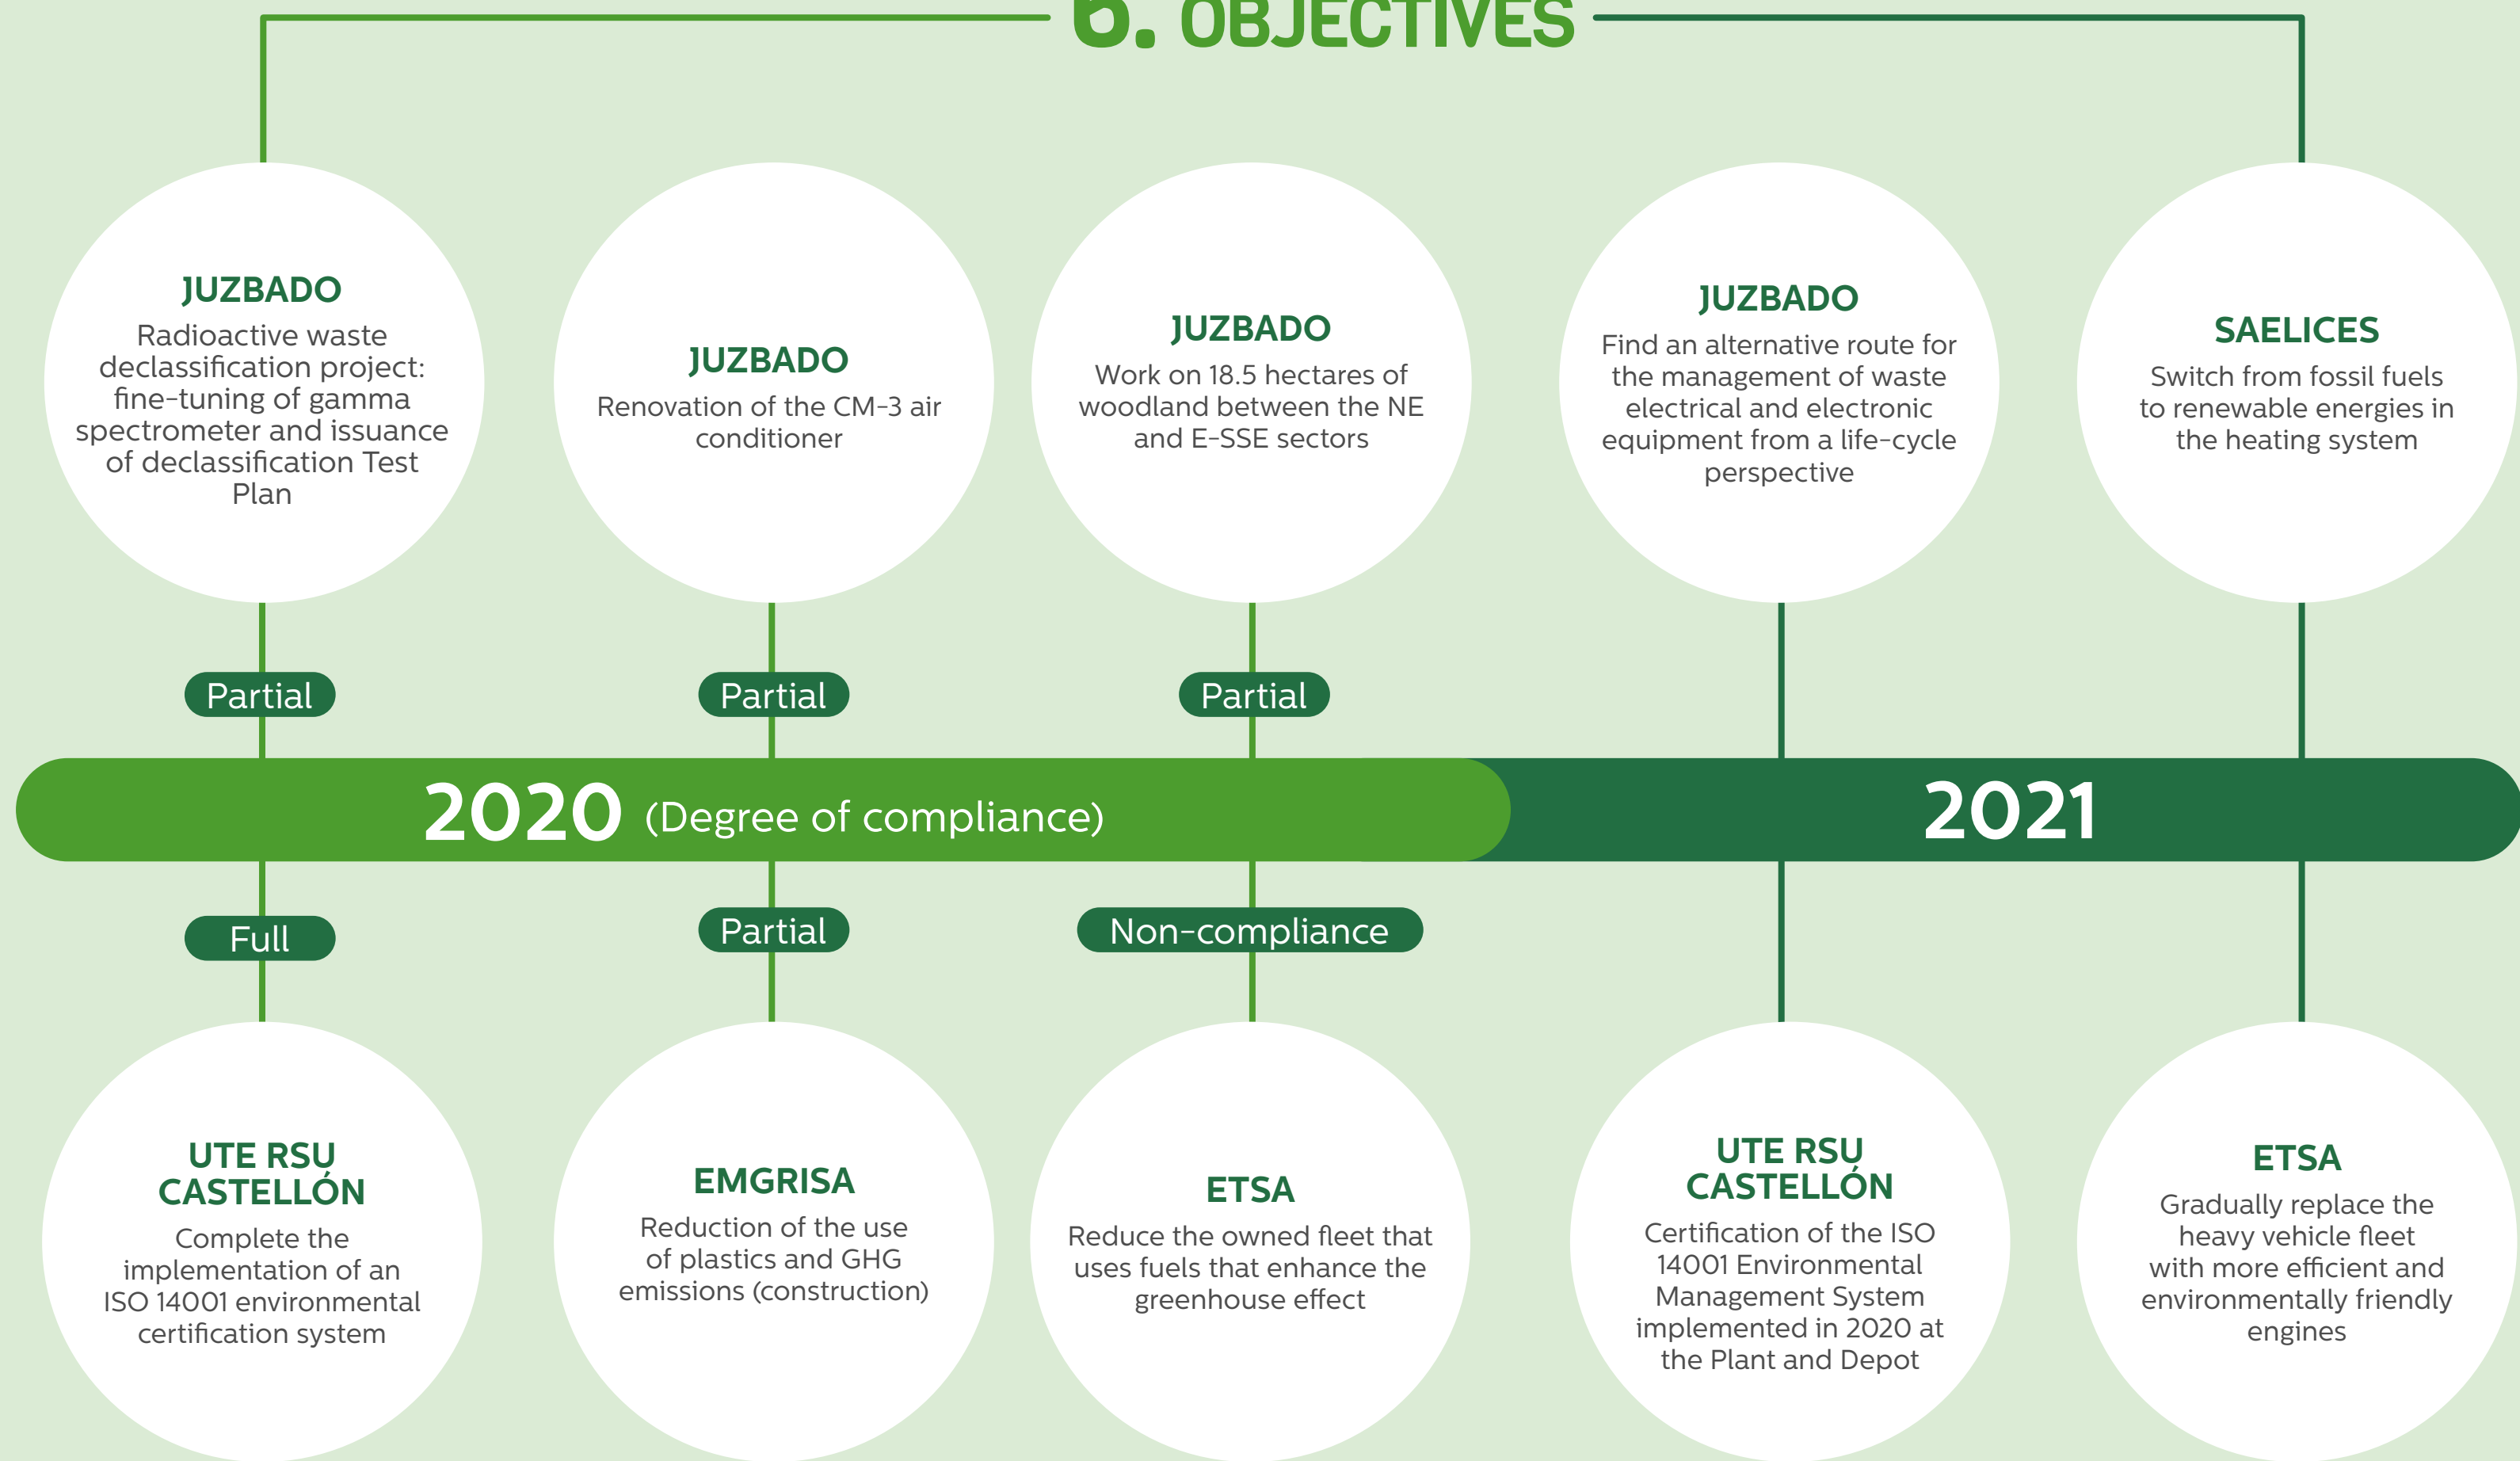 6. OBJECTIVES
JUZBADO
Radioactive waste
declassification project:
fine-tuning of gamma
spectrometer and issuance
of declassification Test
Plan
JUZBADO
Renovation of the CM-3 air
conditioner
JUZBADO
Work on 18.5 hectares of
woodland between the NE
and E-SSE sectors
JUZBADO
Find an alternative route for
the management of waste
electrical and electronic
equipment from a life-cycle
perspective
SAELICES
Switch from fossil fuels
to renewable energies in
the heating system
Partial
Partial
Partial
2020 (Degree of compliance)
2021
Full
Partial
Non-compliance
UTE RSU
CASTELLÓN
Complete the
implementation of an
ISO 14001 environmental
certification system
EMGRISA
Reduction of the use
of plastics and GHG
emissions (construction)
ETSA
Reduce the owned fleet that
uses fuels that enhance the
greenhouse effect
UTE RSU
CASTELLÓN
Certification of the ISO
14001 Environmental
Management System
implemented in 2020 at
the Plant and Depot
ETSA
Gradually replace the
heavy vehicle fleet
with more efficient and
environmentally friendly
engines